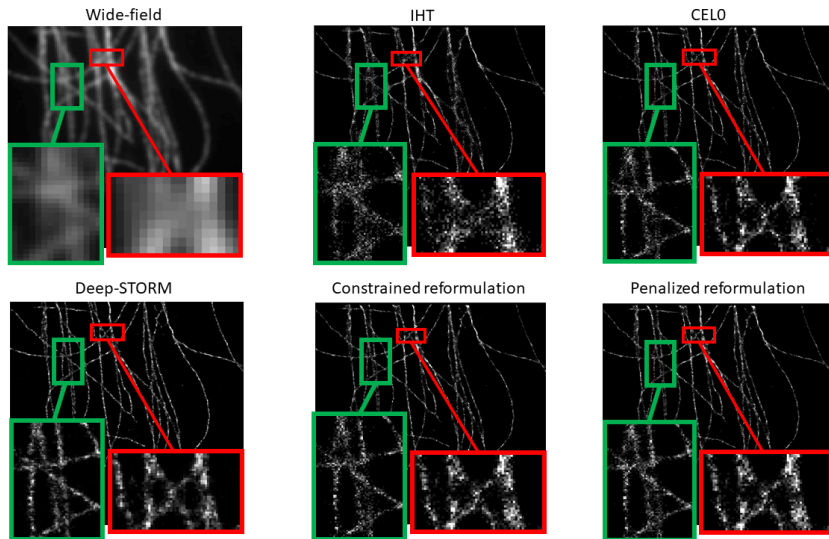 Wide-field
IHT
CEL0
Deep-STORM
Constrained reformulation
Penalized reformulation